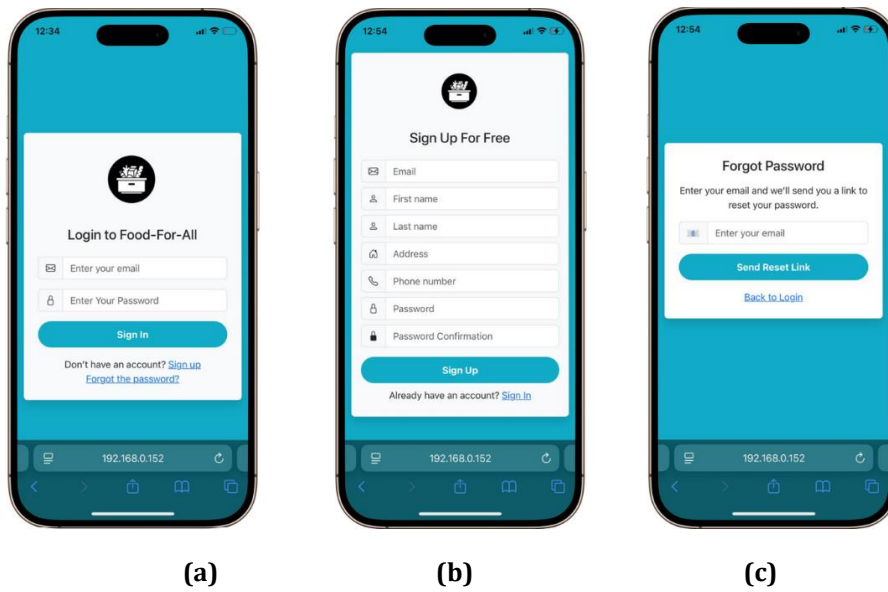 12:34
Login to Food-For-All
Enter your email
Enter Your Password
Sign In
Don't have an account? Sign up
Forgot the password?
192.168.0.152
12:54
Sign Up For Free
Email
First name
Last name
Address
Phone number
Password
Password Confirmation
Sign Up
Already have an account? Sign In
192.168.0.152
12:54
Forgot Password
Enter your email and we'll send you a link to
reset your password.
Enter your email
Send Reset Link
Back to Login
192.168.0.152
(a)
(b)
(c)